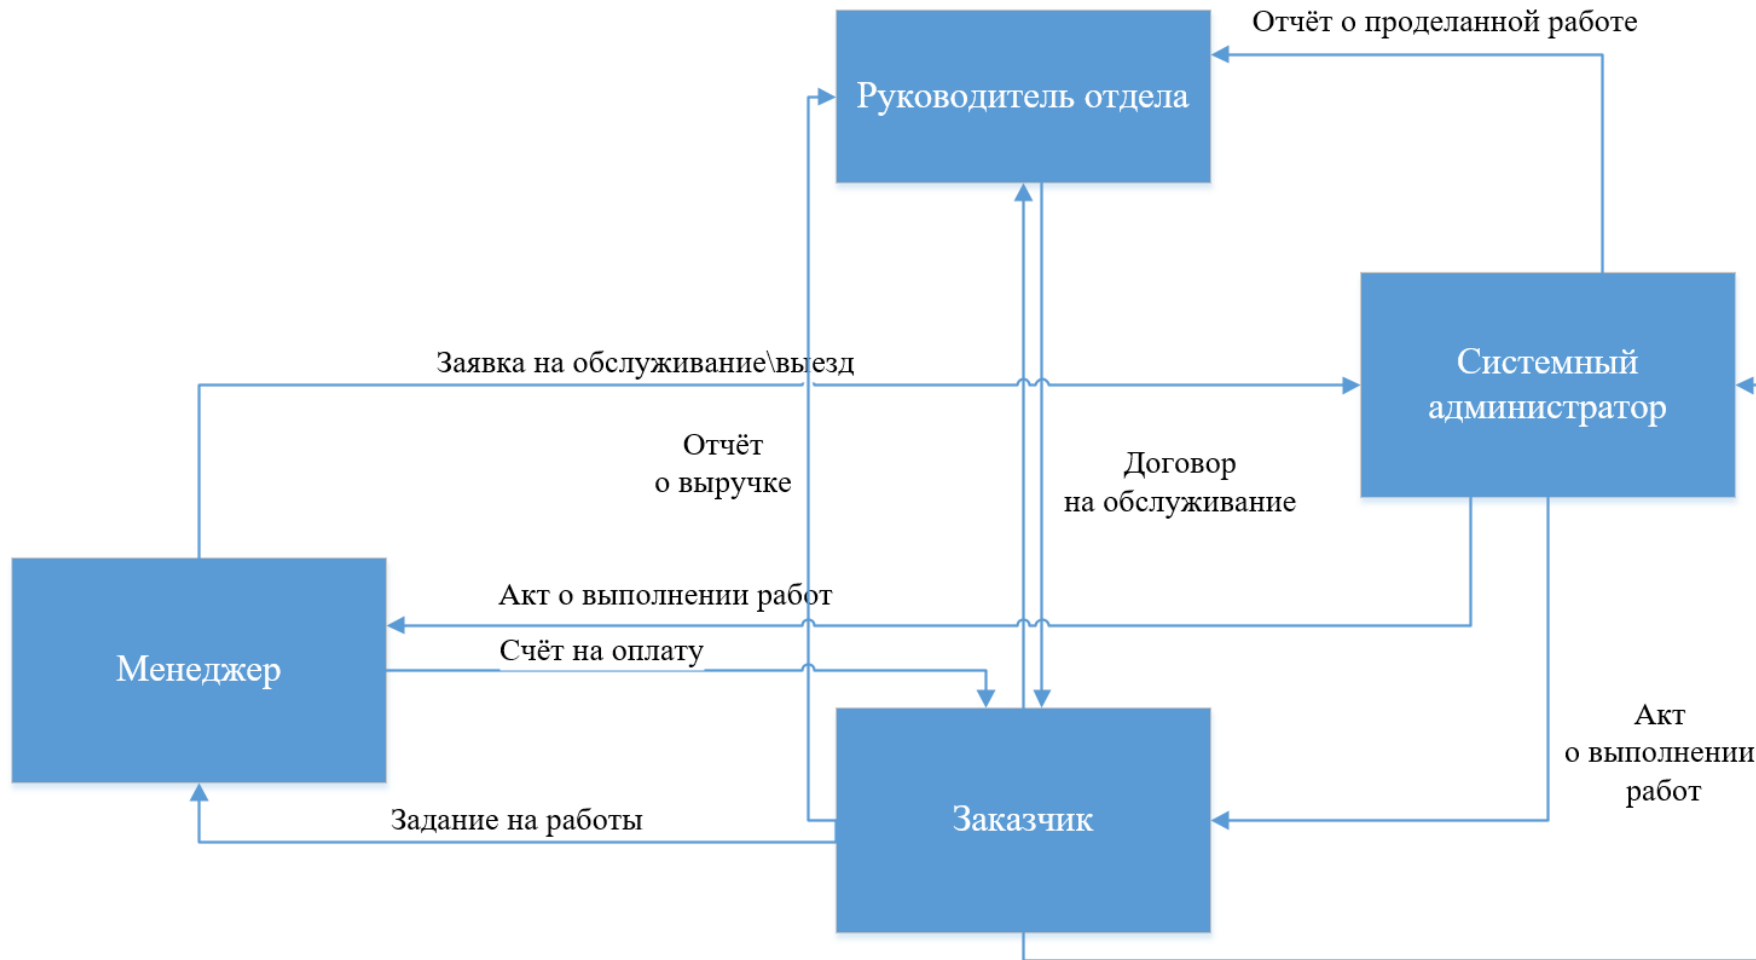 Отчёт о проделанной работе
Руководитель отдела
Заявка на обслуживание\выезд
Системный
администратор
Отчёт
о выручке
Договор
на обслуживание
Акт о выполнении работ
Счёт на оплату
Менеджер
Акт
о выполнении
работ
Задание на работы
Заказчик